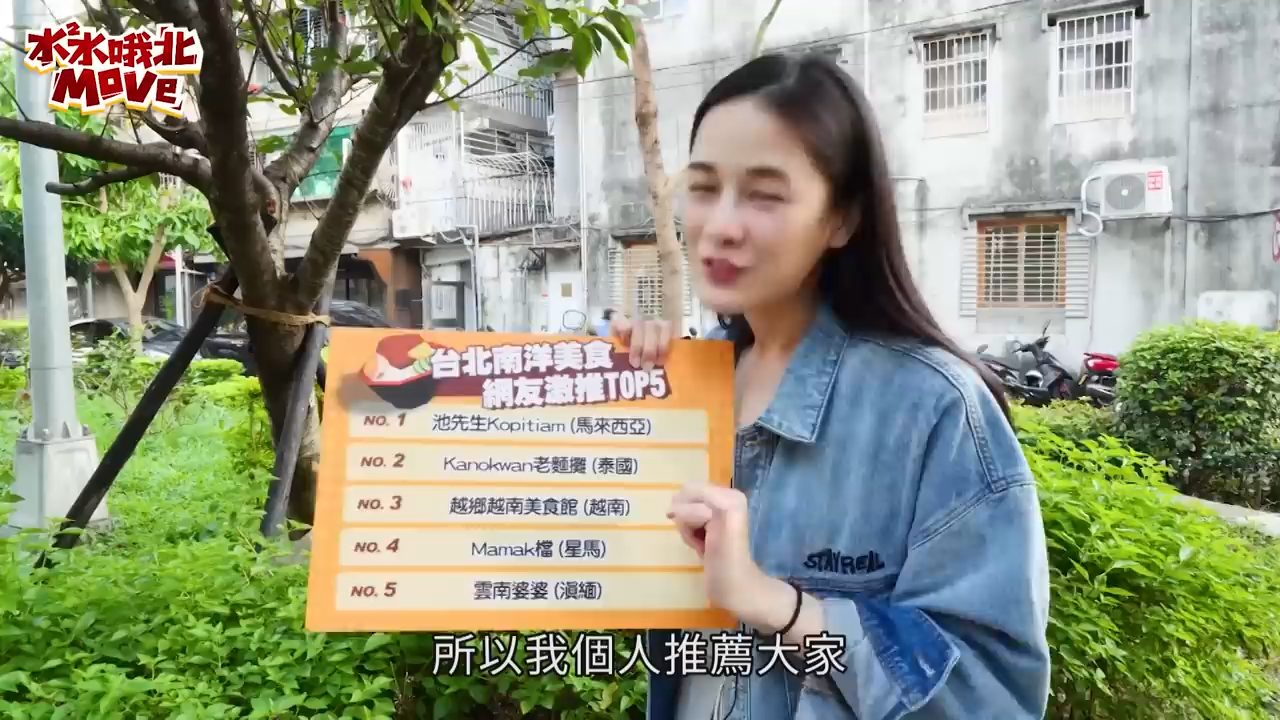 水水哦北
MOVE
台北南洋美食
網友激推TOP5
NO. 1 池先生Kopitiam (馬來西亞)
NO. 2 Kanokwan老麵攤 (泰國)
NO. 3 越鄉越南美食館 (越南)
NO. 4 Mamak檔 (星馬)
NO. 5 雲南婆婆 (滇緬)
STAYREAL
所以我個人推薦大家